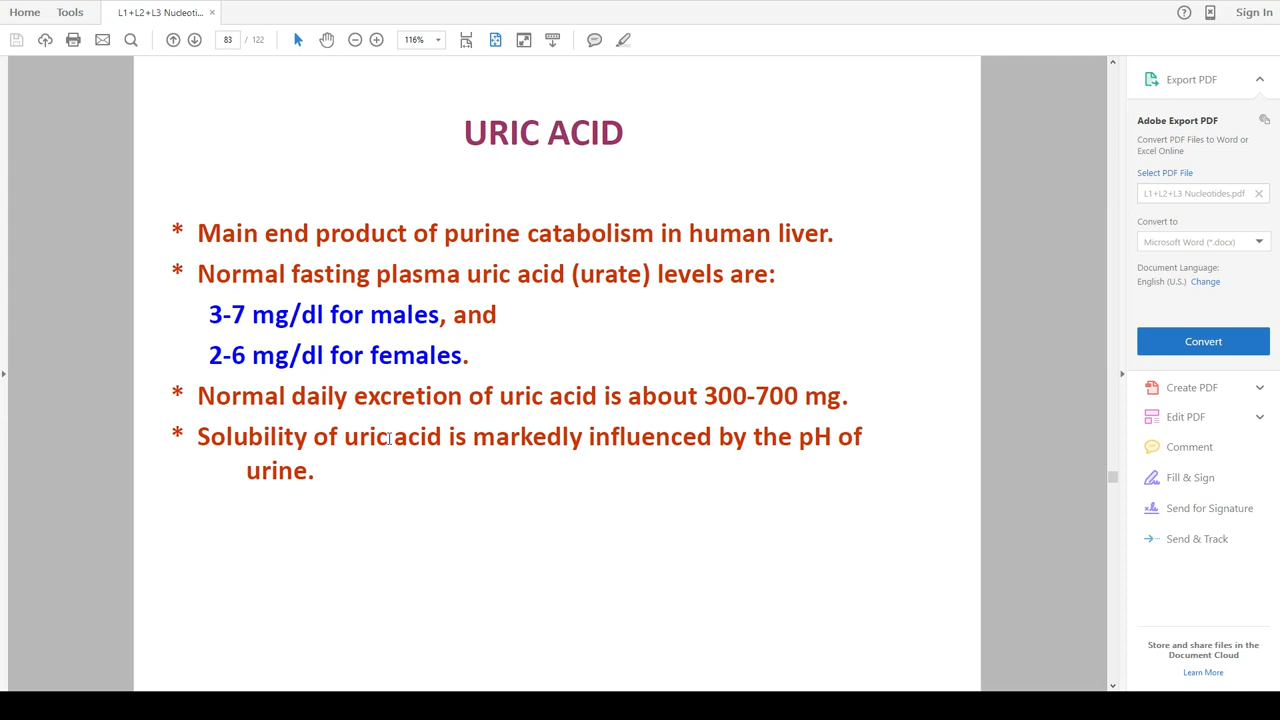 Home Tools L1+L2+L3 Nucleoti... × Sign In
83 / 122 116%
URIC ACID
* Main end product of purine catabolism in human liver.
* Normal fasting plasma uric acid (urate) levels are:
3-7 mg/dl for males, and
2-6 mg/dl for females.
* Normal daily excretion of uric acid is about 300-700 mg.
* Solubility of uric acid is markedly influenced by the pH of
urine.
Export PDF
Adobe Export PDF
Convert PDF Files to Word or
Excel Online
Select PDF File
L1+L2+L3 Nucleotides.pdf
Convert to
Microsoft Word (*.docx)
Document Language:
English (U.S.) Change
Convert
Create PDF
Edit PDF
Comment
Fill & Sign
Send for Signature
Send & Track
Store and share files in the
Document Cloud
Learn More